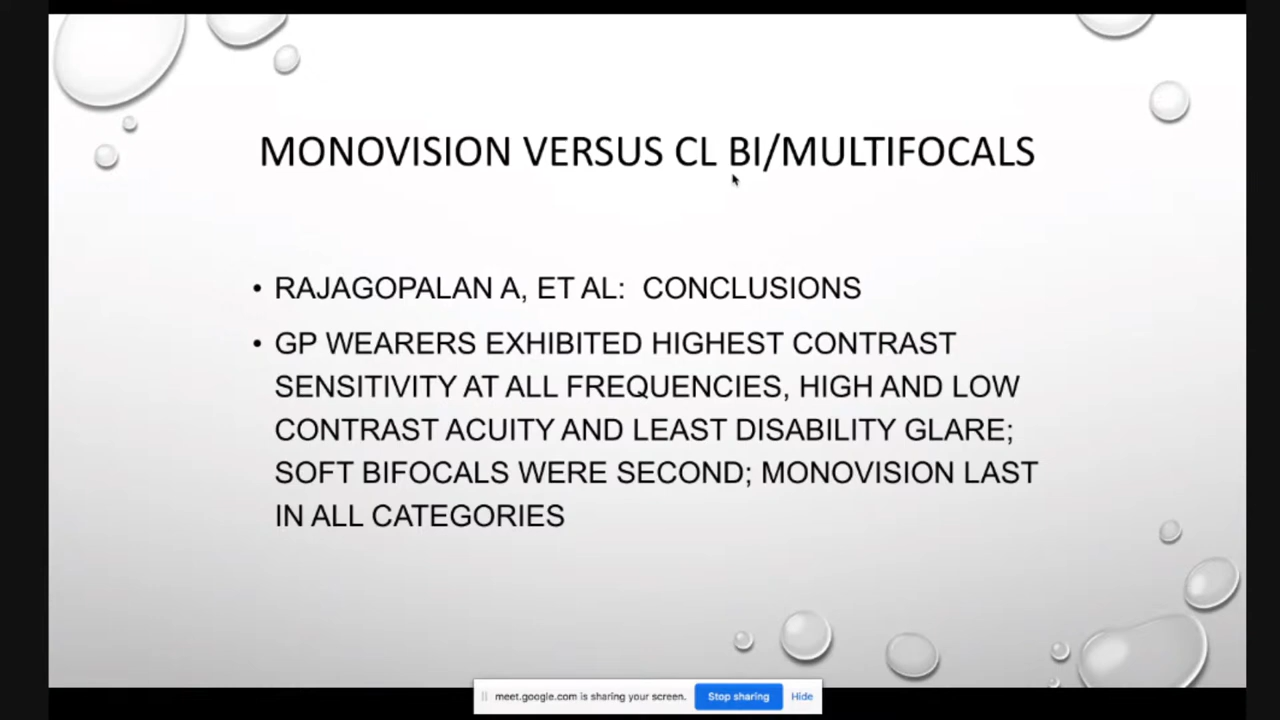 MONOVISION VERSUS CL BI/MULTIFOCALS
• RAJAGOPALAN A, ET AL: CONCLUSIONS
• GP WEARERS EXHIBITED HIGHEST CONTRAST
SENSITIVITY AT ALL FREQUENCIES, HIGH AND LOW
CONTRAST ACUITY AND LEAST DISABILITY GLARE;
SOFT BIFOCALS WERE SECOND; MONOVISION LAST
IN ALL CATEGORIES
meet.google.com is sharing your screen. Stop sharing Hide